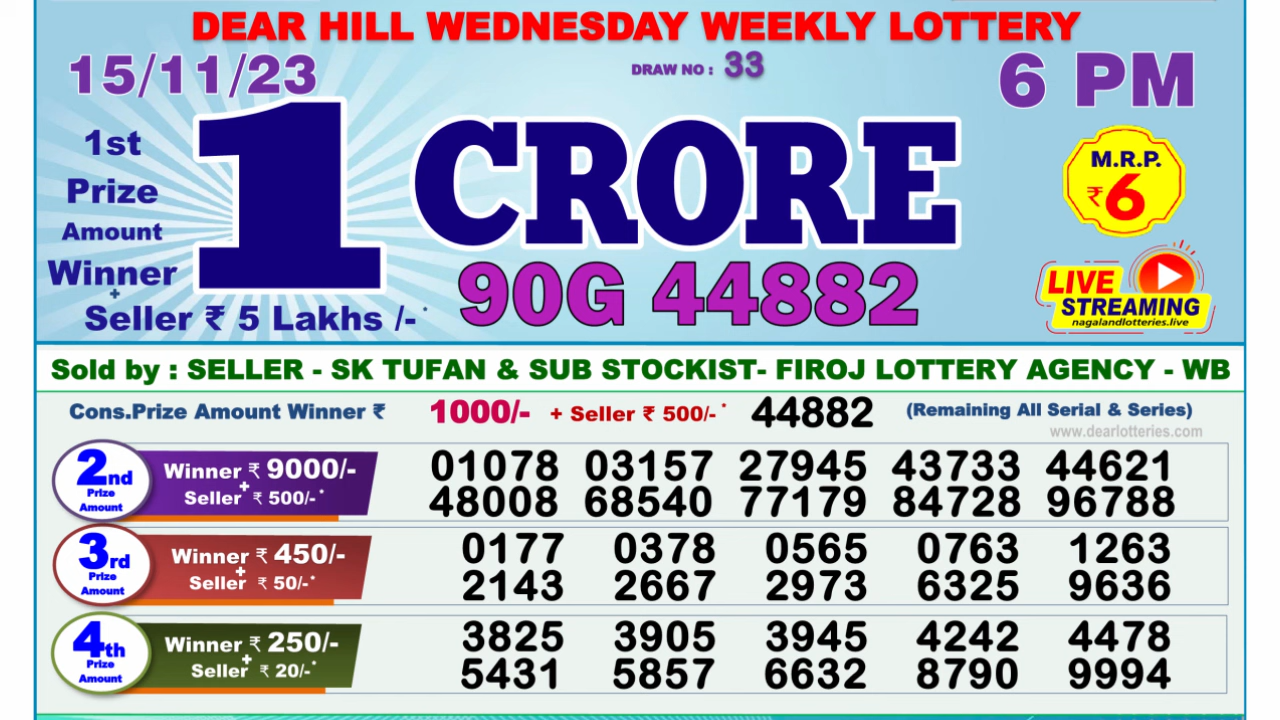 DEAR HILL WEDNESDAY WEEKLY LOTTERY
15/11/23
DRAW NO : 33
6 PM
1st
Prize
Amount
Winner
+
Seller ₹ 5 Lakhs /-*
1 CRORE
90G 44882
M.R.P.
₹6
LIVE
STREAMING
nagalandlotteries.live
Sold by : SELLER - SK TUFAN & SUB STOCKIST- FIROJ LOTTERY AGENCY - WB
Cons.Prize Amount Winner ₹ 1000/- + Seller ₹ 500/-* 44882 (Remaining All Serial & Series)
www.dearlotteries.com
2nd
Prize
Amount
Winner ₹ 9000/-
+
Seller ₹ 500/-*
01078 03157 27945 43733 44621
48008 68540 77179 84728 96788
3rd
Prize
Amount
Winner ₹ 450/-
+
Seller ₹ 50/-*
0177 0378 0565 0763 1263
2143 2667 2973 6325 9636
4th
Prize
Amount
Winner ₹ 250/-
+
Seller ₹ 20/-*
3825 3905 3945 4242 4478
5431 5857 6632 8790 9994